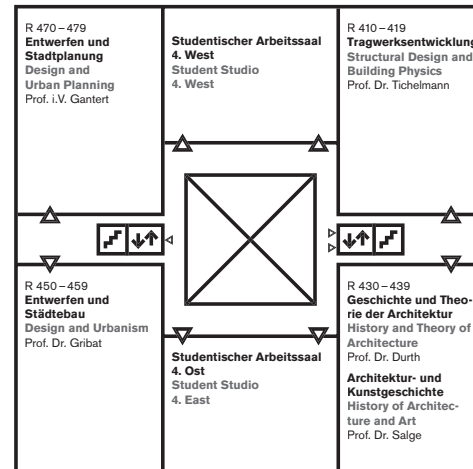 R 470–479
Entwerfen und
Stadtplanung
Design and
Urban Planning
Prof. i.V. Gantert
Studentischer Arbeitssaal
4. West
Student Studio
4. West
R 410–419
Tragwerksentwicklung
Structural Design and
Building Physics
Prof. Dr. Tichelmann
R 450–459
Entwerfen und
Städtebau
Design and Urbanism
Prof. Dr. Gribat
Studentischer Arbeitssaal
4. Ost
Student Studio
4. East
R 430–439
Geschichte und Theo-
rie der Architektur
History and Theory of
Architecture
Prof. Dr. Durth
Architektur- und
Kunstgeschichte
History of Architec-
ture and Art
Prof. Dr. Salge